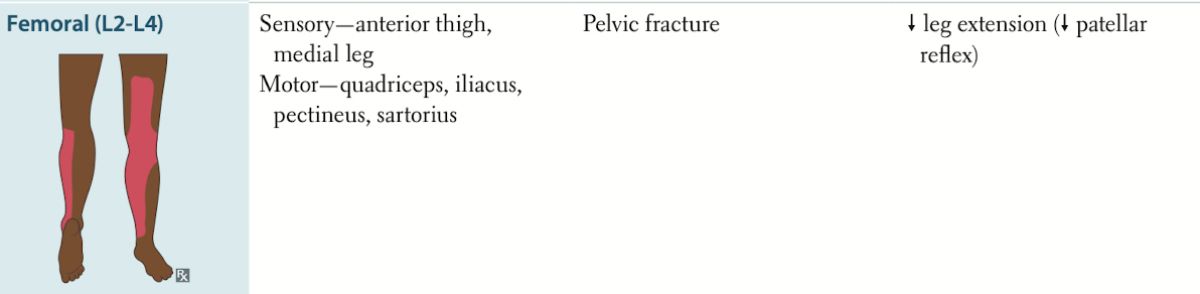 Femoral (L2-L4)
Sensory—anterior thigh,
medial leg
Motor—quadriceps, iliacus,
pectineus, sartorius
Pelvic fracture
↓ leg extension (↓ patellar
reflex)
Rx